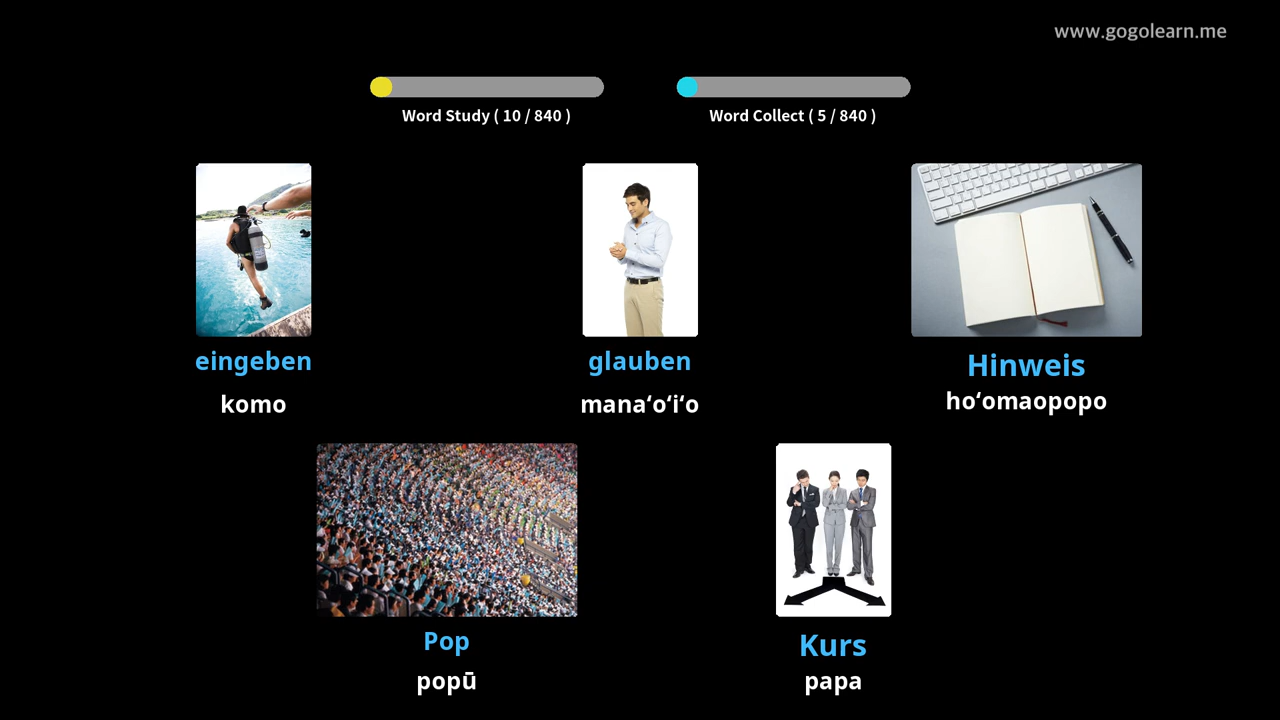 www.gogolearn.me
Word Study ( 10 / 840 )
Word Collect ( 5 / 840 )
eingeben
komo
glauben
manaʻoʻiʻo
Hinweis
hoʻomaopopo
Pop
popū
Kurs
papa